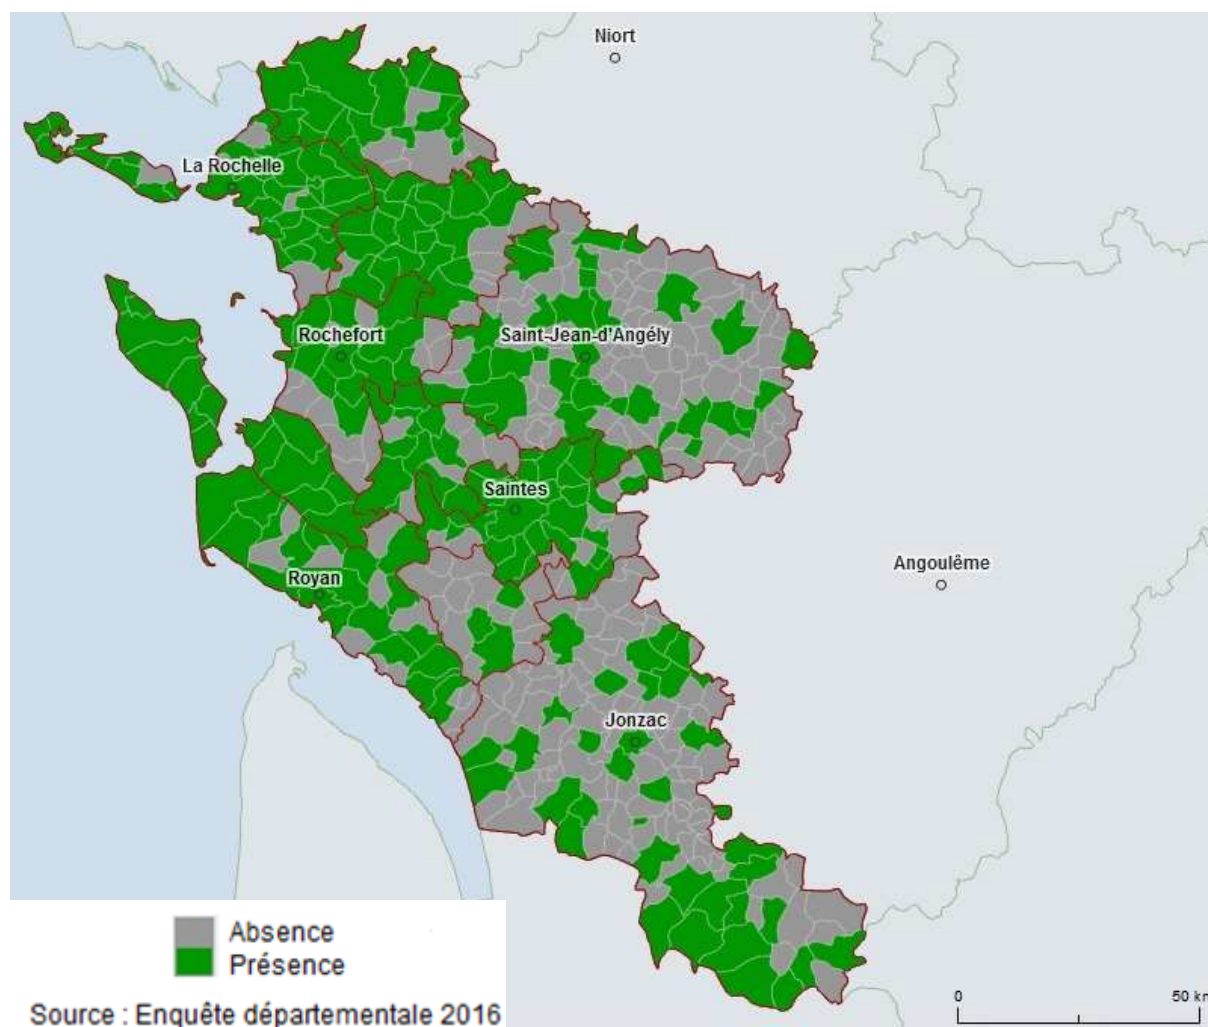 Niort
La Rochelle
Rochefort
Saint-Jean-d'Angély
Saintes
Angoulême
Royan
Jonzac
Absence
Présence
0 50 km
Source : Enquête départementale 2016